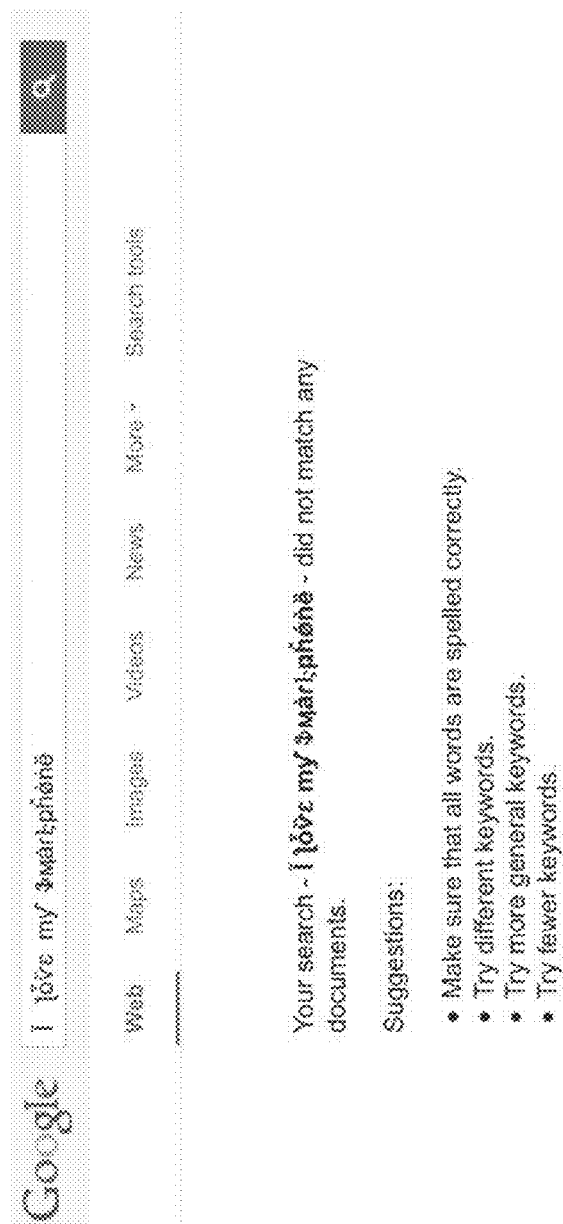 Google
Web Maps Images Videos News More Search tools
Your search - - did not match any
documents.
Suggestions:
• Make sure that all words are spelled correctly.
• Try different keywords.
• Try more general keywords.
• Try fewer keywords.